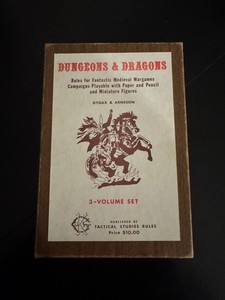 DUNGEONS & DRAGONS
Rules for Fantastic Medieval Wargames
Campaigns Playable with Paper and Pencil
and Miniature Figures
GYGAX & ARNESON
3-VOLUME SET
PUBLISHED BY
TACTICAL STUDIES RULES
Price $10.00